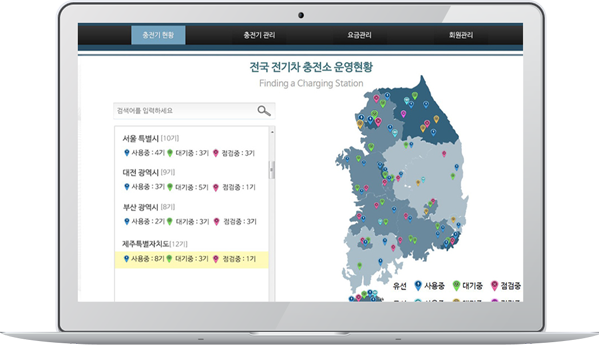 충전기 현황
충전기 관리
요금관리
회원관리
전국 전기차 충전소 운영현황
Finding a Charging Station
검색어를 입력하세요
서울 특별시 [10기]
사용중 : 4기 대기중 : 3기 점검중 : 3기
대전 광역시 [9기]
사용중 : 3기 대기중 : 5기 점검중 : 1기
부산 광역시 [8기]
사용중 : 2기 대기중 : 3기 점검중 : 3기
제주특별자치도 [12기]
사용중 : 8기 대기중 : 3기 점검중 : 1기
유선 사용중 대기중 점검중